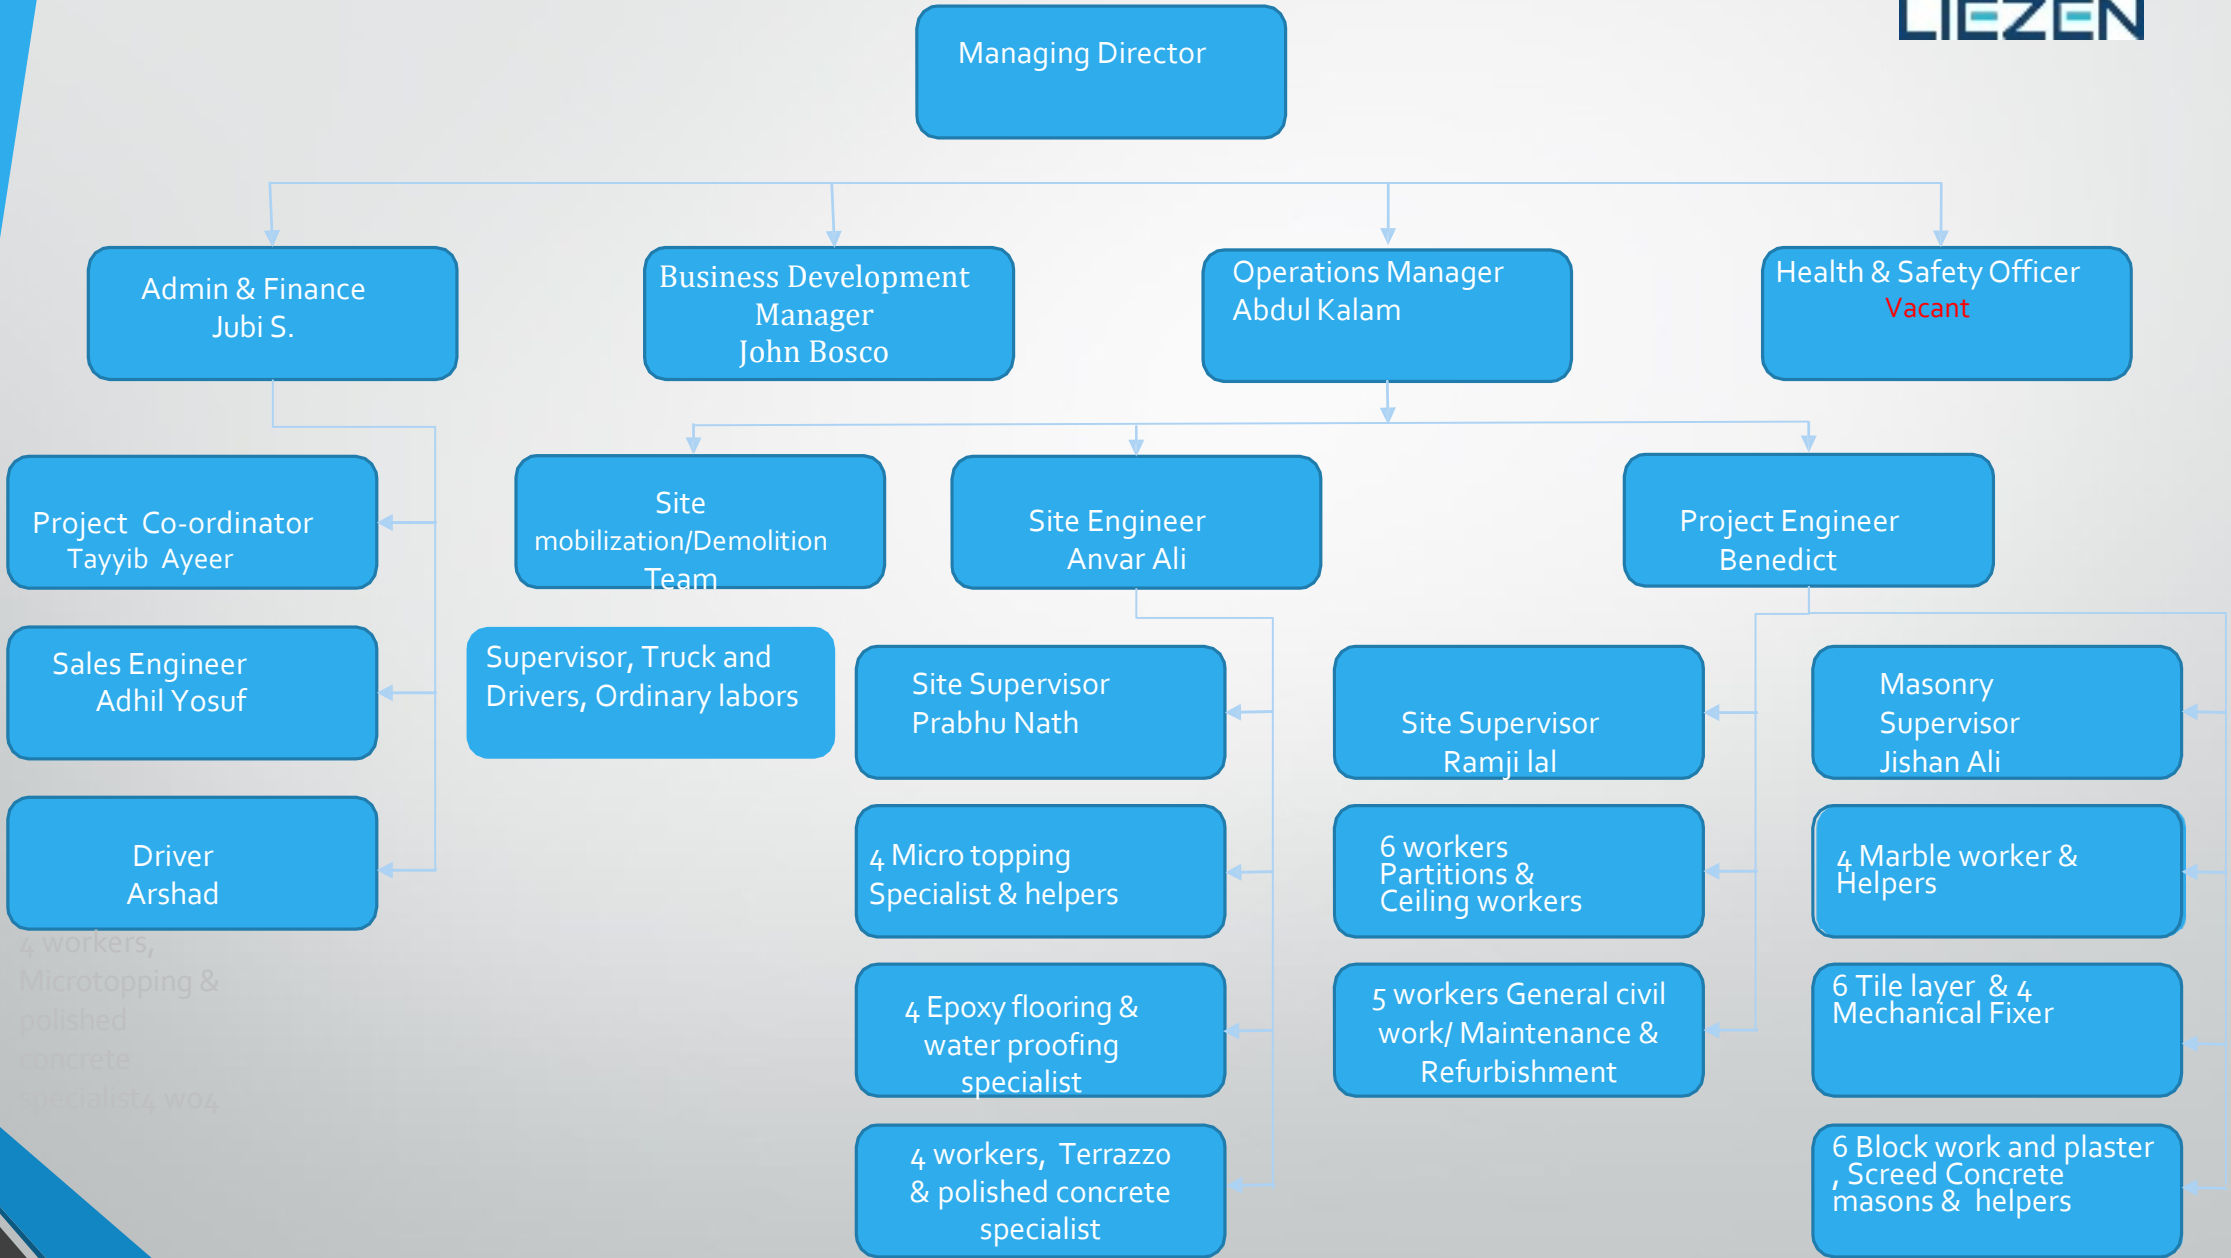 LIEZEN
Managing Director
Admin & Finance
Jubi S.
Business Development
Manager
John Bosco
Operations Manager
Abdul Kalam
Health & Safety Officer
Vacant
Project  Co-ordinator
Tayyib  Ayeer
Site
mobilization/Demolition
Team
Site Engineer
Anvar Ali
Project Engineer
Benedict
Sales Engineer
Adhil Yosuf
Supervisor, Truck and
Drivers, Ordinary labors
Site Supervisor
Prabhu Nath
Site Supervisor
Ramji lal
Masonry
Supervisor
Jishan Ali
Driver
Arshad
4 Micro topping
Specialist & helpers
6 workers
Partitions &
Ceiling workers
4 Marble worker &
Helpers
4 workers,
Microtopping &
polished
concrete
specialist4 wo4
4 Epoxy flooring &
water proofing
specialist
5 workers General civil
work/ Maintenance &
Refurbishment
6 Tile layer  & 4
Mechanical Fixer
4 workers,  Terrazzo
& polished concrete
specialist
6 Block work and plaster
, Screed Concrete
masons &  helpers